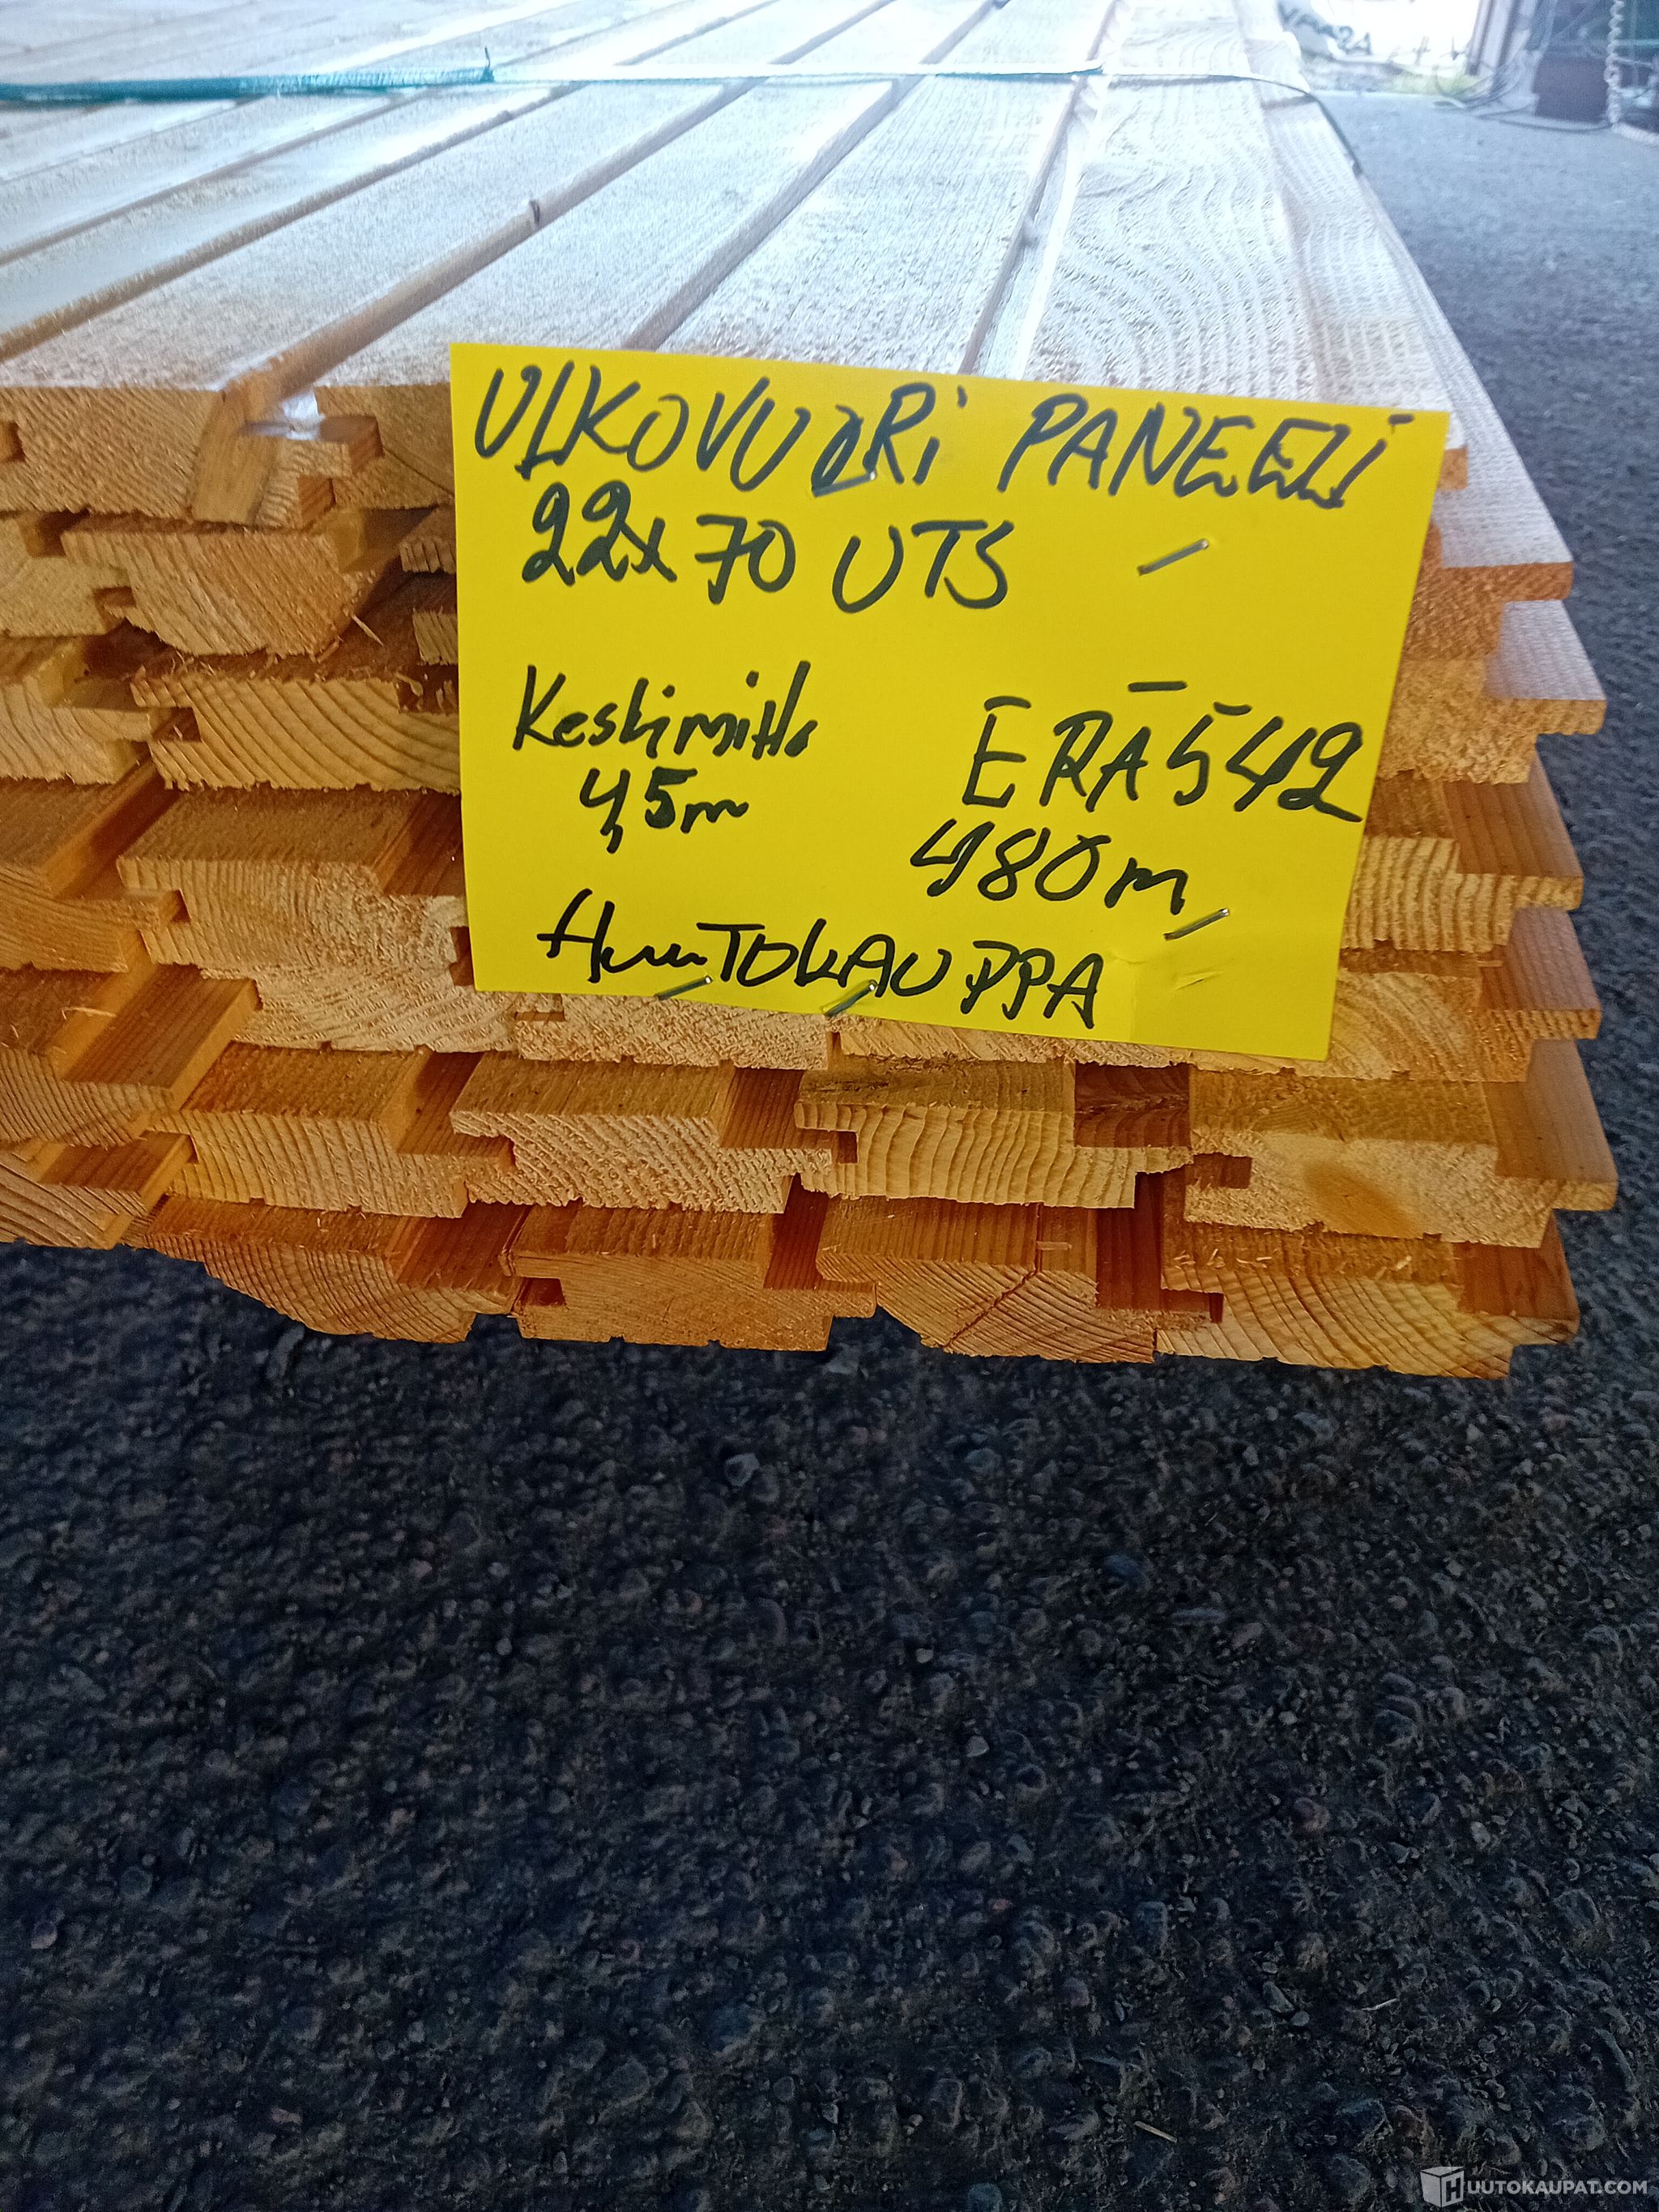 ULKOVUORI PANEELI
22x70 UTS
Keskimitta
4,5m
ERÄ 542
480m
HuuTOKAUPPA
HUUTOKAUPAT.COM